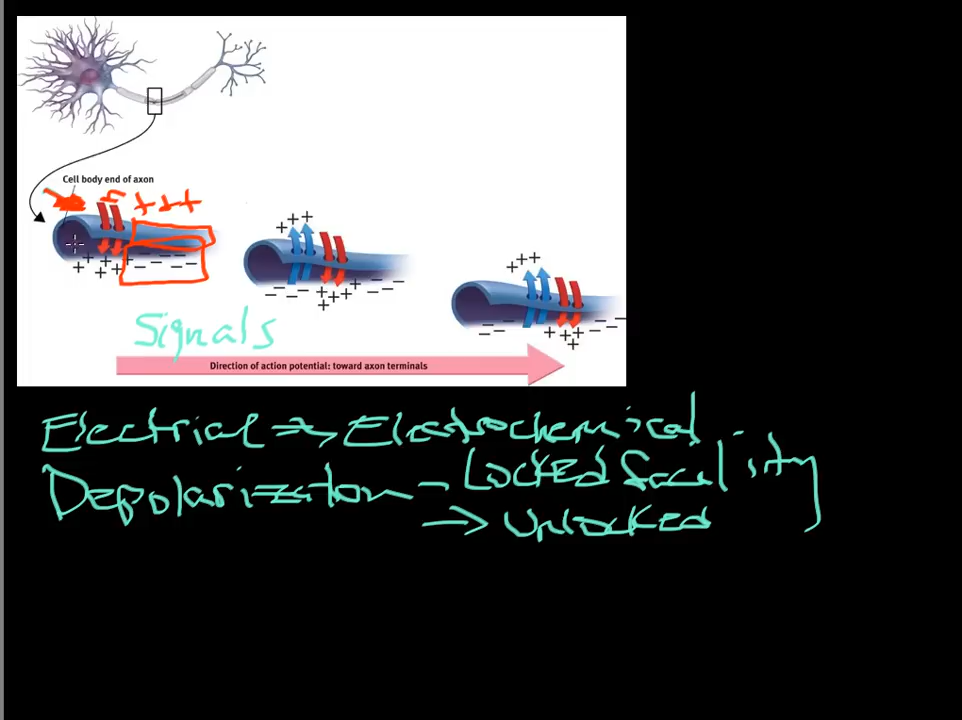 Cell body end of axon
+++
Signals
Direction of action potential: toward axon terminals
Electrical → Electrochemical
Depolarization - Locked facility
→ Unlocked